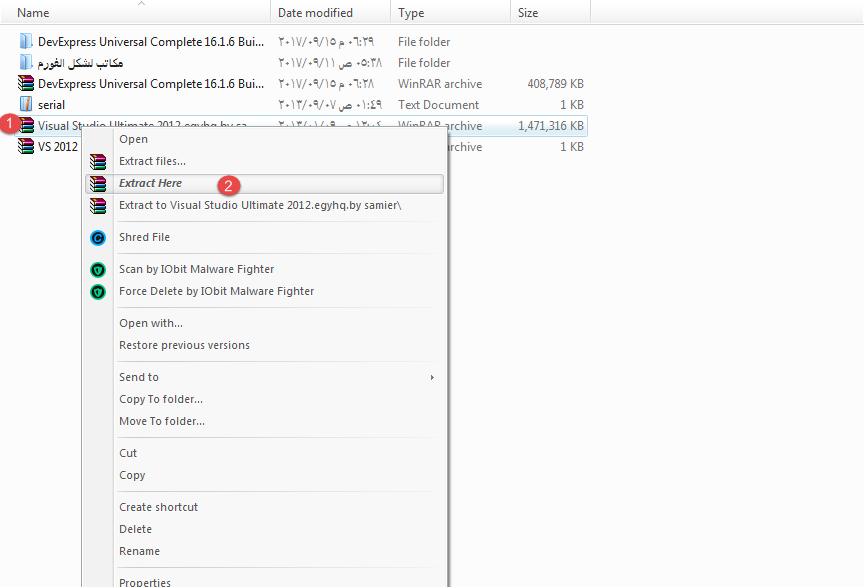 Name Date modified Type Size
DevExpress Universal Complete 16.1.6 Bui... ٢٠١٧/٠٩/١٥ م ٠٦:٢٩ File folder
مكاتب لشكل الفورم ٢٠١٧/٠٩/١١ ص ٠٥:٣٨ File folder
DevExpress Universal Complete 16.1.6 Bui... ٢٠١٧/٠٩/١٥ م ٠٦:٢٨ WinRAR archive 408,789 KB
serial ٢٠١٣/٠٩/٠٧ ص ٠١:٤٩ Text Document 1 KB
1 Visual Studio Ultimate 2012.egyhq.by sa WinRAR archive 1,471,316 KB
VS 2012 archive 1 KB
Open
Extract files...
Extract Here 2
Extract to Visual Studio Ultimate 2012.egyhq.by samier\
Shred File
Scan by IObit Malware Fighter
Force Delete by IObit Malware Fighter
Open with...
Restore previous versions
Send to
Copy To folder...
Move To folder...
Cut
Copy
Create shortcut
Delete
Rename
Properties